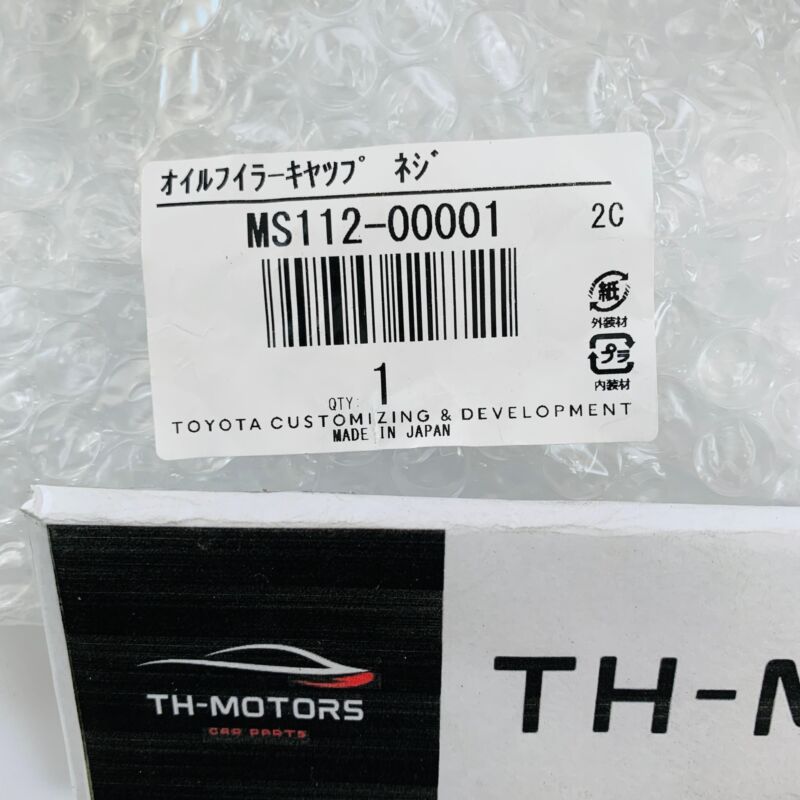 オイルフイラーキヤツプ　ネジ
MS112-00001
2C
紙
外装材
プラ
内装材
QTY: 1
TOYOTA CUSTOMIZING & DEVELOPMENT
MADE IN JAPAN
TH-MOTORS
CAR PARTS
TH-M